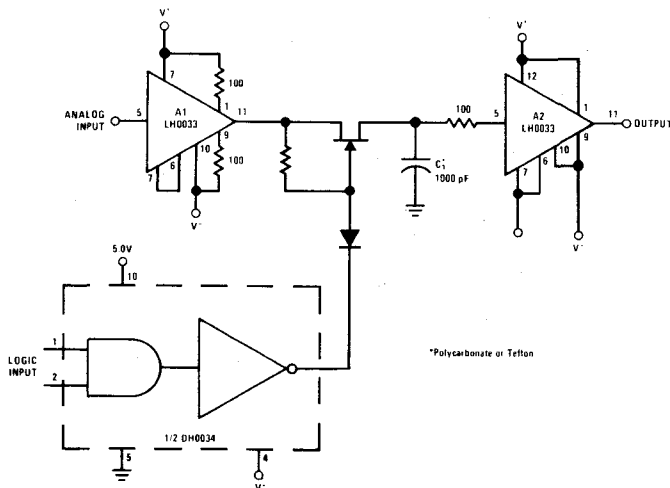 V+
7
100
1
ANALOG INPUT
5
A1
LH0033
11
9
10
100
6
7
V-
V+
12
1
100
5
A2
LH0033
11
OUTPUT
9
10
6
7
V-
C1*
1000 pF
5.0V
10
LOGIC INPUT
1
2
1/2 DH0034
5
4
V-
*Polycarbonate or Teflon